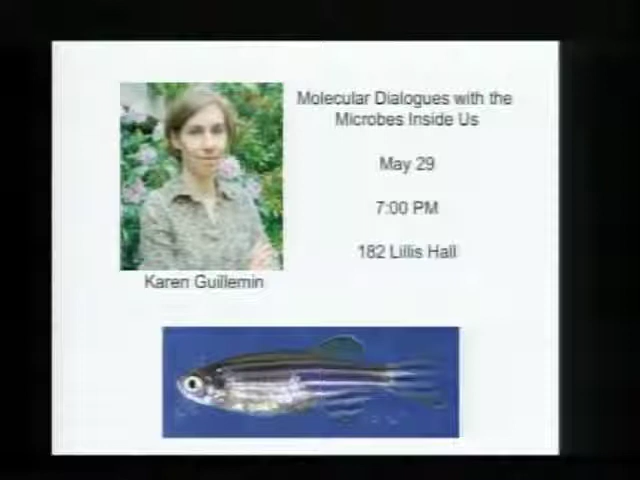 Molecular Dialogues with the
Microbes Inside Us
May 29
7:00 PM
182 Lillis Hall
Karen Guillemin